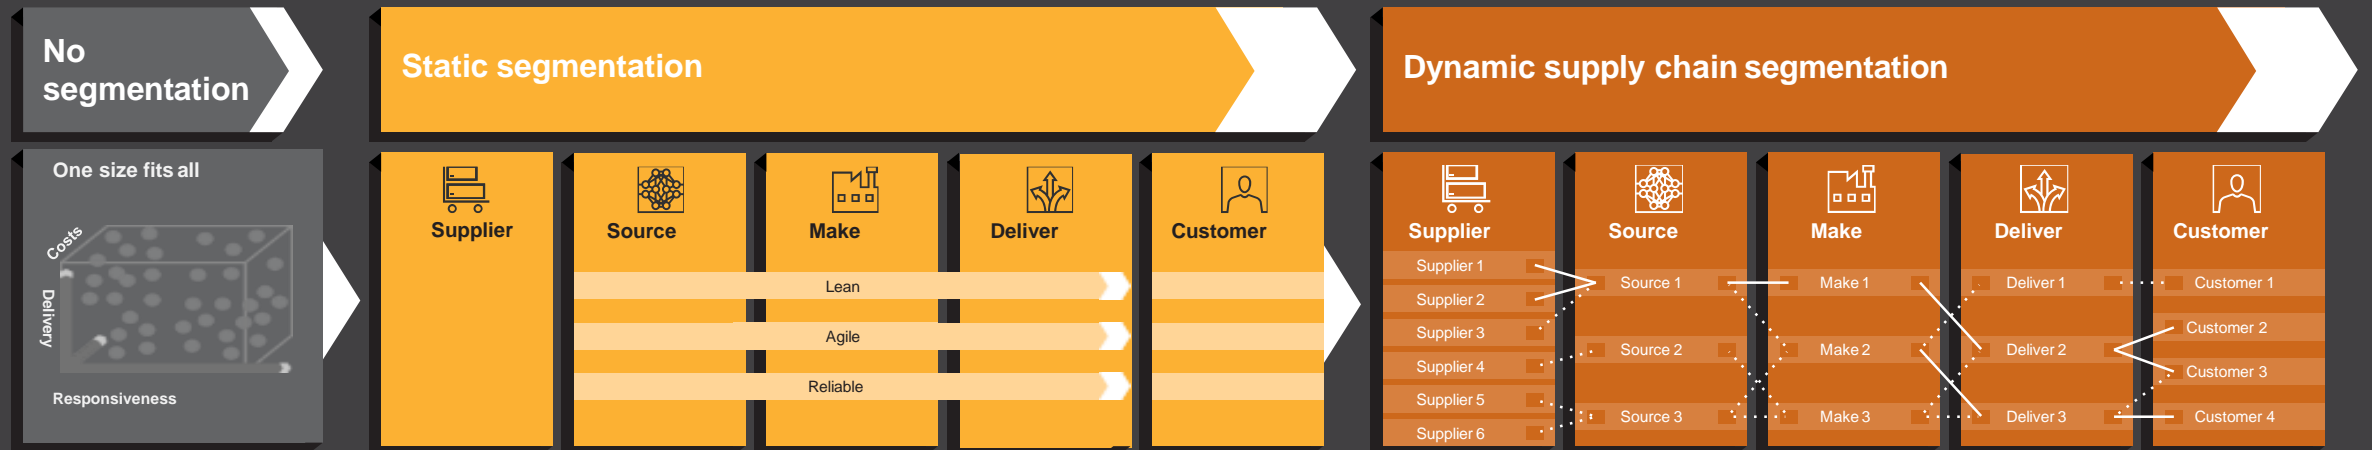 No
segmentation
One size fits all
Costs
Delivery
Responsiveness
Static segmentation
Supplier
Source
Make
Deliver
Customer
Lean
Agile
Reliable
Dynamic supply chain segmentation
Supplier
Supplier 1
Supplier 2
Supplier 3
Supplier 4
Supplier 5
Supplier 6
Source
Source 1
Source 2
Source 3
Make
Make 1
Make 2
Make 3
Deliver
Deliver 1
Deliver 2
Deliver 3
Customer
Customer 1
Customer 2
Customer 3
Customer 4